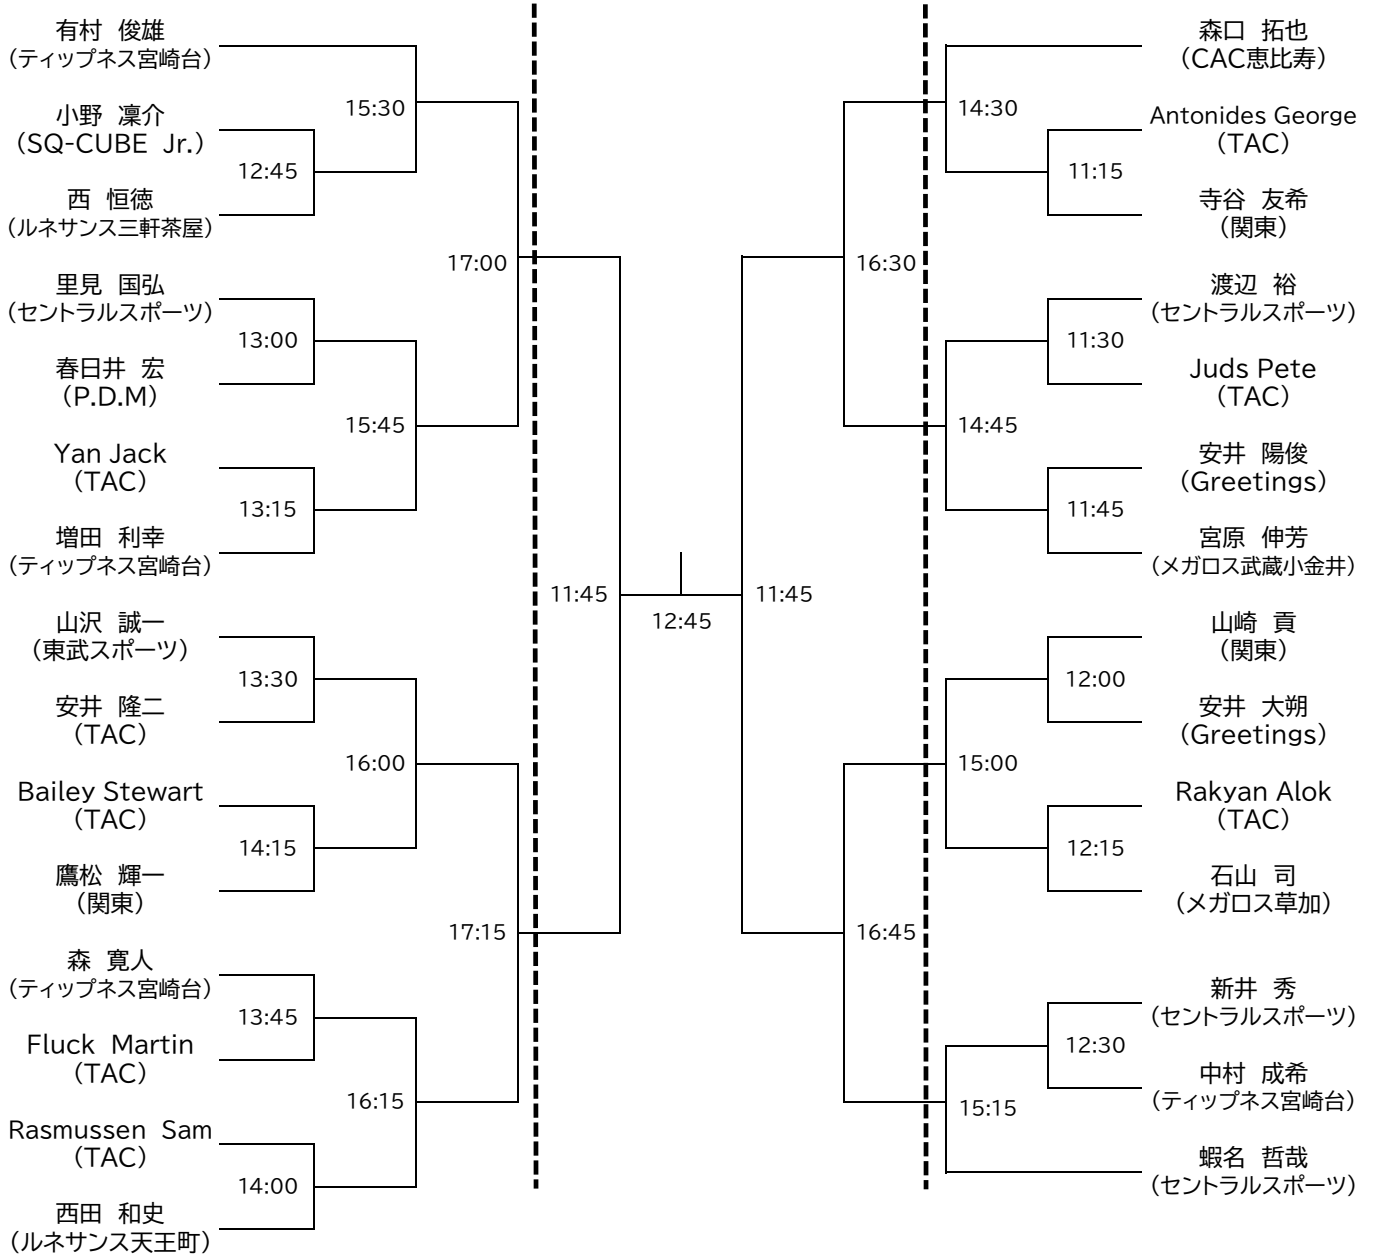 有村 俊雄
（ティップネス宮崎台）
小野 凜介
（SQ-CUBE Jr.）
西 恒徳
（ルネサンス三軒茶屋）
里見 国弘
（セントラルスポーツ）
春日井 宏
（P.D.M）
Yan Jack
（TAC）
増田 利幸
（ティップネス宮崎台）
山沢 誠一
（東武スポーツ）
安井 隆二
（TAC）
Bailey Stewart
（TAC）
鷹松 輝一
（関東）
森 寛人
（ティップネス宮崎台）
Fluck Martin
（TAC）
Rasmussen Sam
（TAC）
西田 和史
（ルネサンス天王町）
12:45
13:00
13:15
13:30
14:15
13:45
14:00
15:30
15:45
16:00
16:15
17:00
17:15
11:45
12:45
11:45
16:30
16:45
14:30
14:45
15:00
15:15
11:15
11:30
11:45
12:00
12:15
12:30
森口 拓也
（CAC恵比寿）
Antonides George
（TAC）
寺谷 友希
（関東）
渡辺 裕
（セントラルスポーツ）
Juds Pete
（TAC）
安井 陽俊
（Greetings）
宮原 伸芳
（メガロス武蔵小金井）
山崎 貢
（関東）
安井 大朔
（Greetings）
Rakyan Alok
（TAC）
石山 司
（メガロス草加）
新井 秀
（セントラルスポーツ）
中村 成希
（ティップネス宮崎台）
蝦名 哲哉
（セントラルスポーツ）